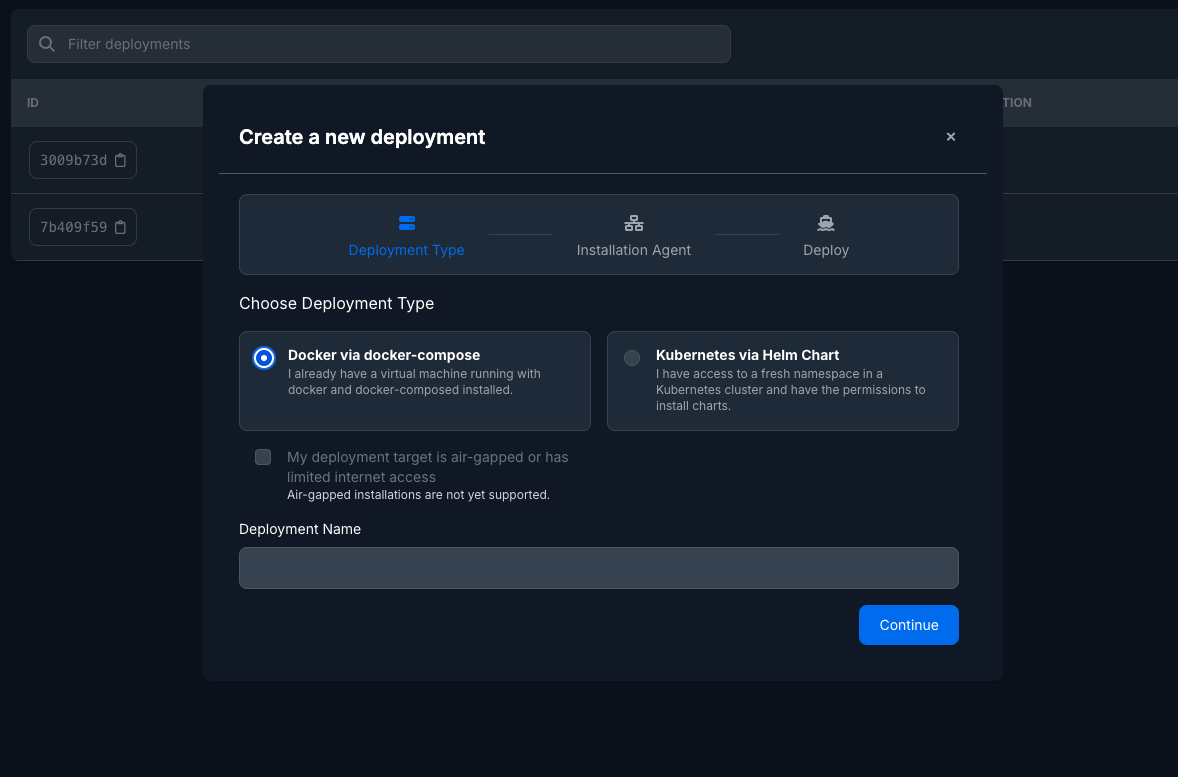 Filter deployments
ID
TION
3009b73d
7b409f59
Create a new deployment
Deployment Type
Installation Agent
Deploy
Choose Deployment Type
Docker via docker-compose
I already have a virtual machine running with
docker and docker-composed installed.
Kubernetes via Helm Chart
I have access to a fresh namespace in a
Kubernetes cluster and have the permissions to
install charts.
My deployment target is air-gapped or has
limited internet access
Air-gapped installations are not yet supported.
Deployment Name
Continue